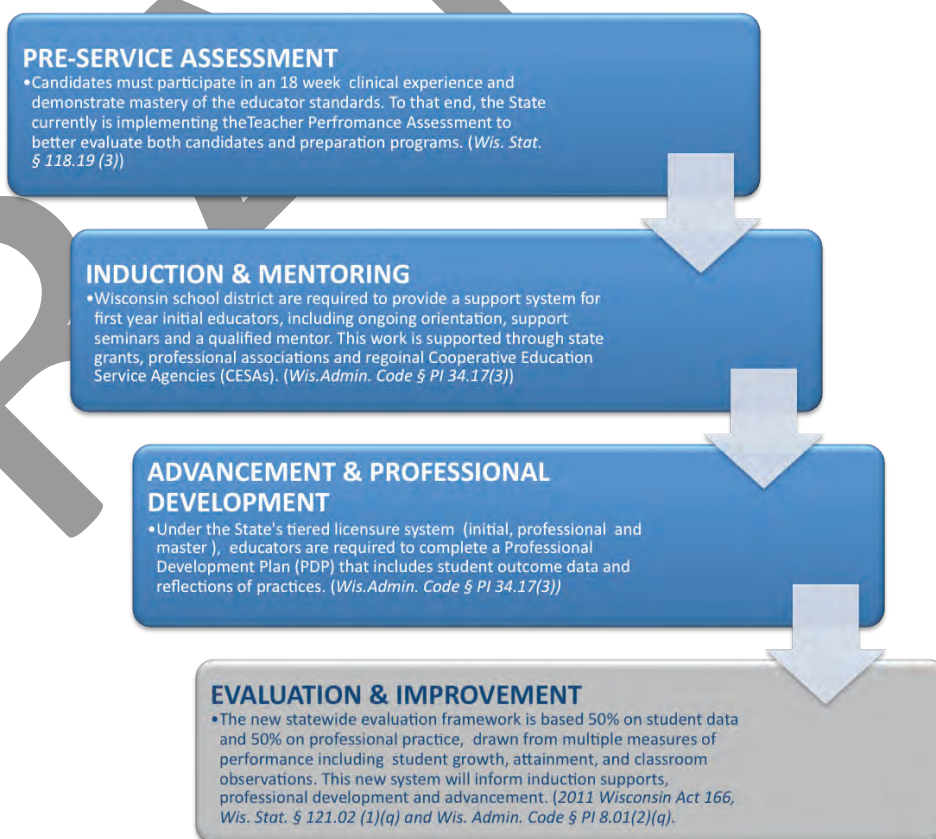 PRE-SERVICE ASSESSMENT
•Candidates must participate in an 18 week clinical experience and
demonstrate mastery of the educator standards. To that end, the State
currently is implementing theTeacher Perfromance Assessment to
better evaluate both candidates and preparation programs. (Wis. Stat.
§ 118.19 (3))
INDUCTION & MENTORING
•Wisconsin school district are required to provide a support system for
first year initial educators, including ongoing orientation, support
seminars and a qualified mentor. This work is supported through state
grants, professional associations and regoinal Cooperative Education
Service Agencies (CESAs). (Wis.Admin. Code § PI 34.17(3))
ADVANCEMENT & PROFESSIONAL
DEVELOPMENT
•Under the State's tiered licensure system (initial, professional and
master ), educators are required to complete a Professional
Development Plan (PDP) that includes student outcome data and
reflections of practices. (Wis.Admin. Code § PI 34.17(3))
EVALUATION & IMPROVEMENT
•The new statewide evaluation framework is based 50% on student data
and 50% on professional practice, drawn from multiple measures of
performance including student growth, attainment, and classroom
observations. This new system will inform induction supports,
professional development and advancement. (2011 Wisconsin Act 166,
Wis. Stat. § 121.02 (1)(q) and Wis. Admin. Code § PI 8.01(2)(q).